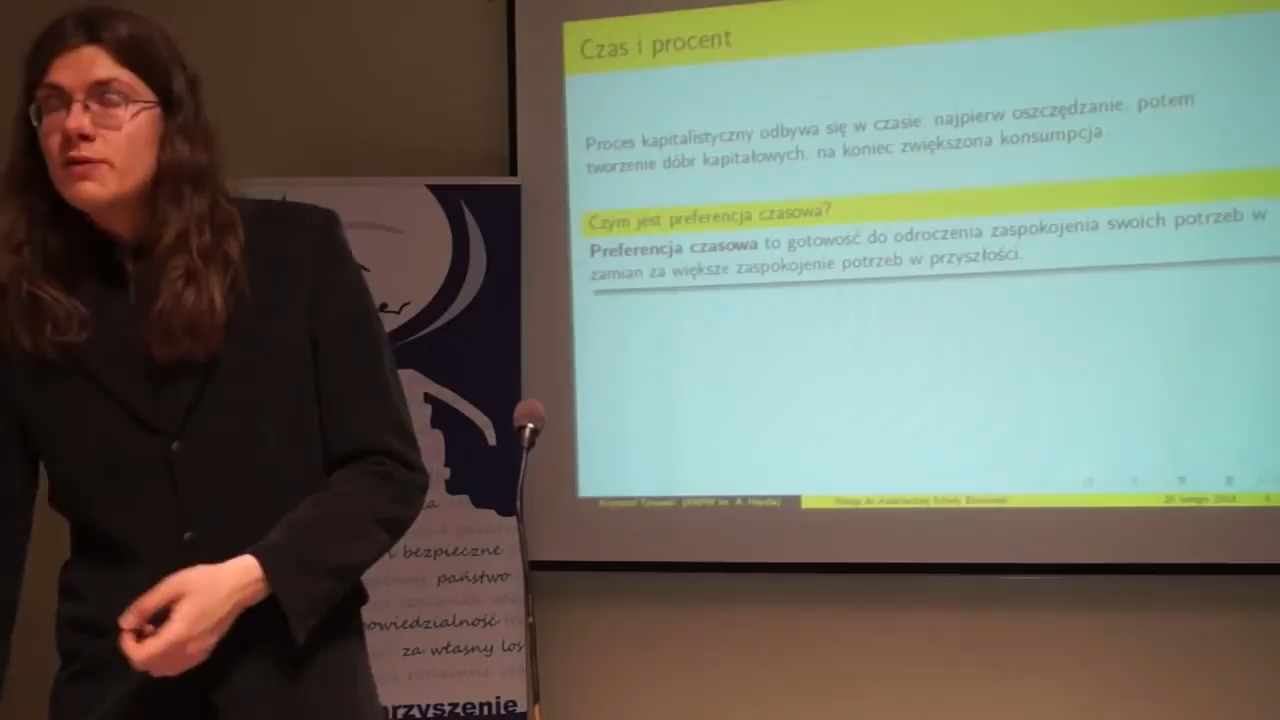 Czas i procent
Proces kapitalistyczny odbywa się w czasie: najpierw oszczędzanie, potem
tworzenie dóbr kapitałowych, na koniec zwiększona konsumpcja
Czym jest preferencja czasowa?
Preferencja czasowa to gotowość do odroczenia zaspokojenia swoich potrzeb w
zamian za większe zaspokojenie potrzeb w przyszłości.
bezpieczne
państwo
owiedzialność
za własny los
rzyszenie